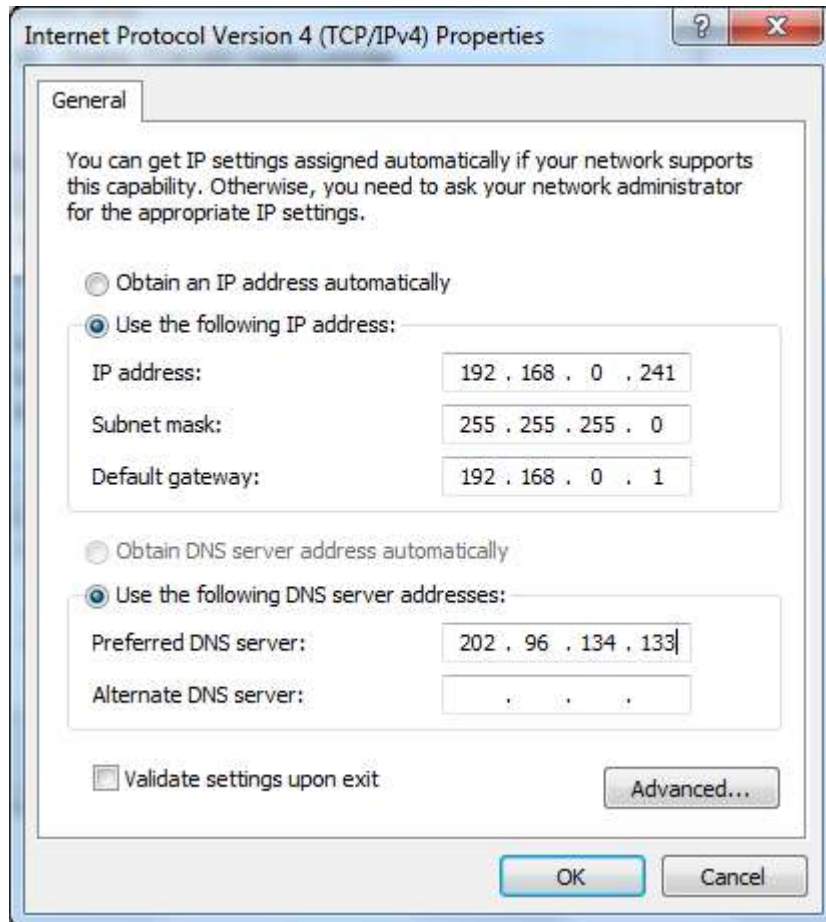 Internet Protocol Version 4 (TCP/IPv4) Properties
General
You can get IP settings assigned automatically if your network supports
this capability. Otherwise, you need to ask your network administrator
for the appropriate IP settings.
Obtain an IP address automatically
Use the following IP address:
IP address: 192 . 168 . 0 . 241
Subnet mask: 255 . 255 . 255 . 0
Default gateway: 192 . 168 . 0 . 1
Obtain DNS server address automatically
Use the following DNS server addresses:
Preferred DNS server: 202 . 96 . 134 . 133
Alternate DNS server: . . .
Validate settings upon exit
Advanced...
OK Cancel